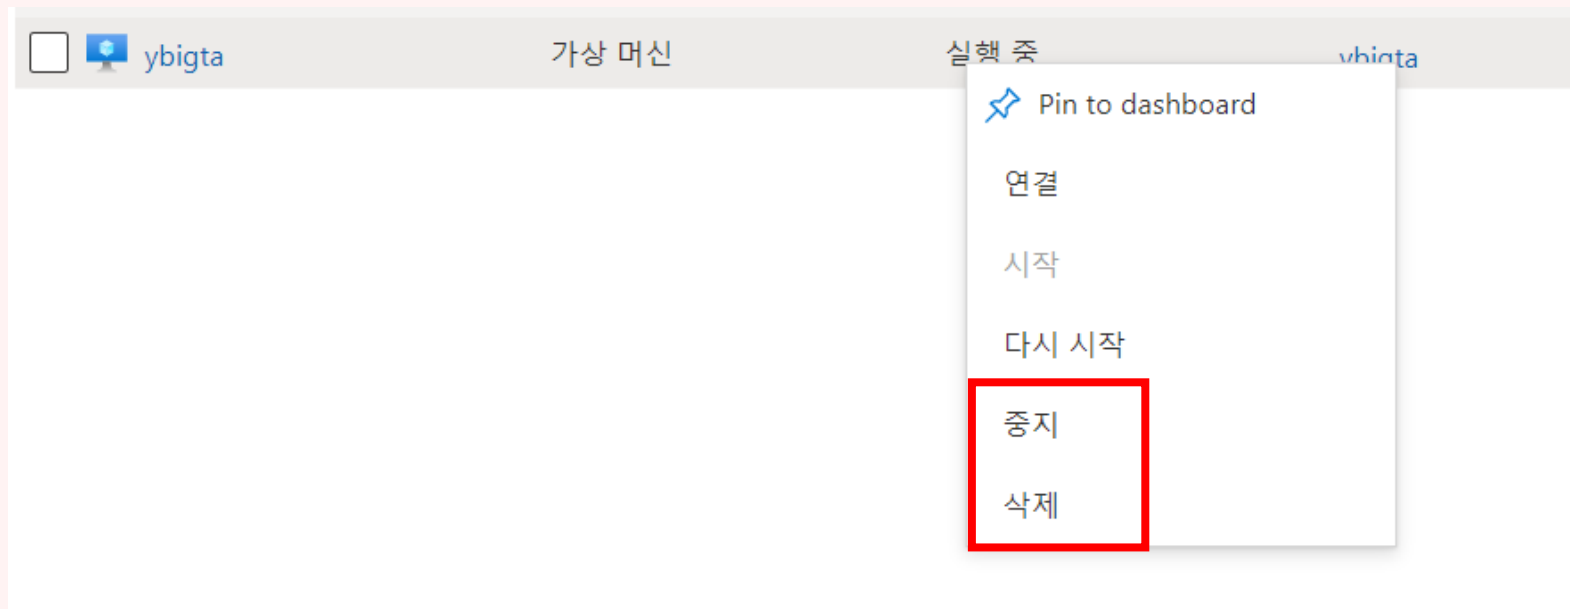 ybigta 가상 머신 실행 중 ybigta
Pin to dashboard
연결
시작
다시 시작
중지
삭제